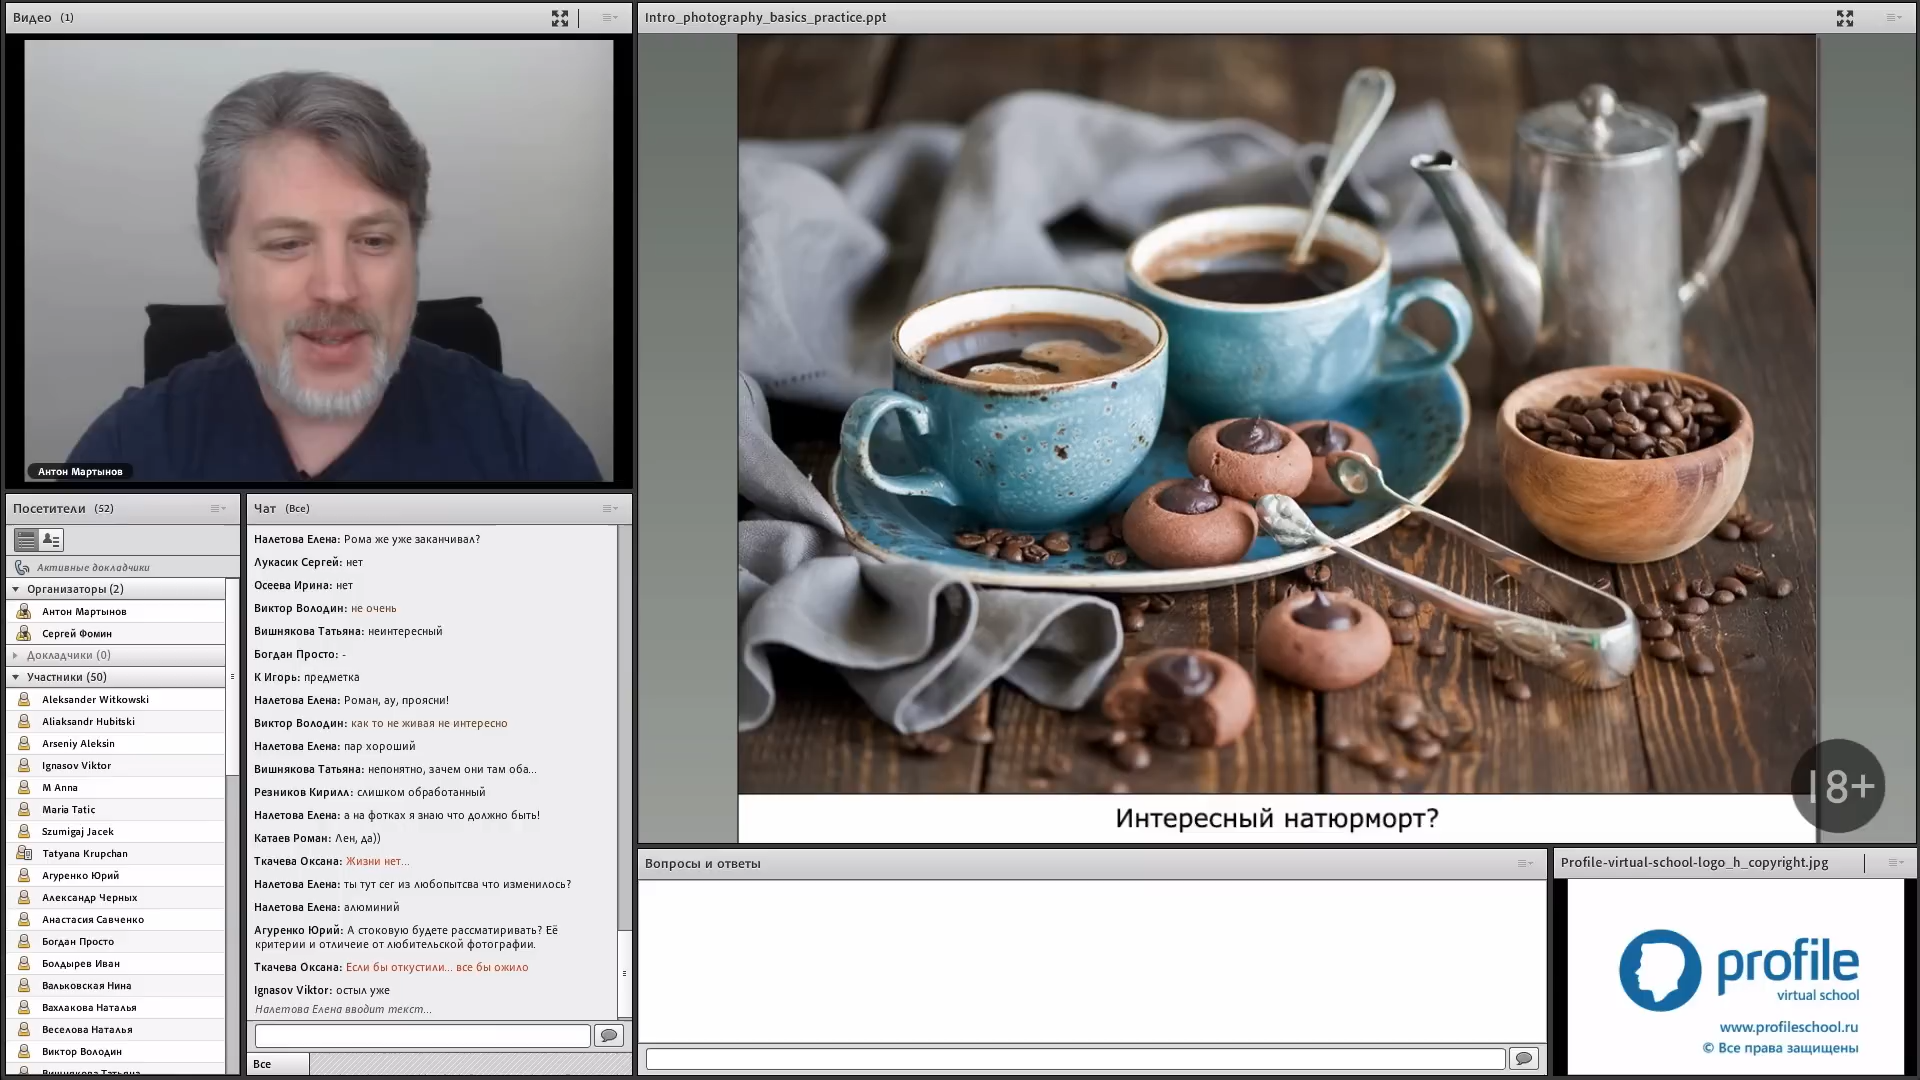 Видео (1)
Антон Мартынов
Посетители (52)
Активные докладчики
Организаторы (2)
Антон Мартынов
Сергей Фомин
Докладчики (0)
Участники (50)
Aleksander Witkowski
Aliaksandr Hubitski
Arseniy Aleksin
Ignasov Viktor
M Anna
Maria Tatic
Szumigaj Jacek
Tatyana Krupchan
Агуренко Юрий
Александр Черных
Анастасия Савченко
Богдан Просто
Болдырев Иван
Вальковская Нина
Вахлакова Наталья
Веселова Наталья
Виктор Володин
Вишнякова Татьяна
Чат (Все)
Налетова Елена: Рома же уже заканчивал?
Лукасик Сергей: нет
Осеева Ирина: нет
Виктор Володин: не очень
Вишнякова Татьяна: неинтересный
Богдан Просто: -
К Игорь: предметка
Налетова Елена: Роман, ау, проясни!
Виктор Володин: как то не живая не интересно
Налетова Елена: пар хороший
Вишнякова Татьяна: непонятно, зачем они там оба...
Резников Кирилл: слишком обработанный
Налетова Елена: а на фотках я знаю что должно быть!
Катаев Роман: Лен, да))
Ткачева Оксана: Жизни нет...
Налетова Елена: ты тут сег из любопытсва что изменилось?
Налетова Елена: алюминий
Агуренко Юрий: А стоковую будете рассматривать? Её
критерии и отличеие от любительской фотографии.
Ткачева Оксана: Если бы откустили... все бы ожило
Ignasov Viktor: остыл уже
Налетова Елена вводит текст...
Все
Intro_photography_basics_practice.ppt
Интересный натюрморт?
18+
Вопросы и ответы
Profile-virtual-school-logo_h_copyright.jpg
profile
virtual school
www.profileschool.ru
© Все права защищены